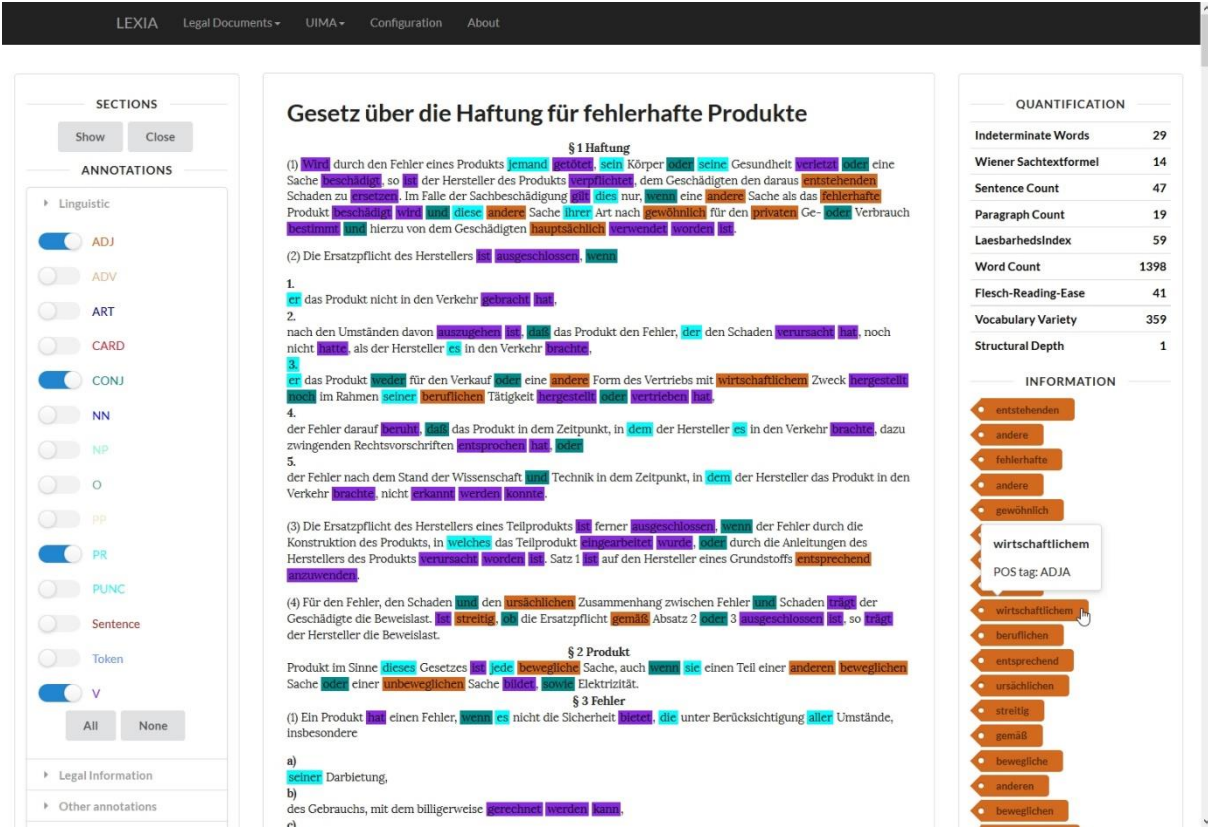 LEXIA Legal Documents UIMA Configuration About
SECTIONS
Show Close
ANNOTATIONS
Linguistic
ADJ
ADV
ART
CARD
CONJ
NN
NP
O
PP
PR
PUNC
Sentence
Token
V
All None
Legal Information
Other annotations
Gesetz über die Haftung für fehlerhafte Produkte
§ 1 Haftung
(1) Wird durch den Fehler eines Produkts jemand getötet, sein Körper oder seine Gesundheit verletzt oder eine
Sache beschädigt, so ist der Hersteller des Produkts verpflichtet, dem Geschädigten den daraus entstehenden
Schaden zu ersetzen. Im Falle der Sachbeschädigung gilt dies nur, wenn eine andere Sache als das fehlerhafte
Produkt beschädigt wird und diese andere Sache ihrer Art nach gewöhnlich für den privaten Ge- oder Verbrauch
bestimmt und hierzu von dem Geschädigten hauptsächlich verwendet worden ist.
(2) Die Ersatzpflicht des Herstellers ist ausgeschlossen, wenn
1.
er das Produkt nicht in den Verkehr gebracht hat,
2.
nach den Umständen davon auszugehen ist, daß das Produkt den Fehler, der den Schaden verursacht hat, noch
nicht hatte, als der Hersteller es in den Verkehr brachte,
3.
er das Produkt weder für den Verkauf oder eine andere Form des Vertriebs mit wirtschaftlichem Zweck hergestellt
noch im Rahmen seiner beruflichen Tätigkeit hergestellt oder vertrieben hat,
4.
der Fehler darauf beruht, daß das Produkt in dem Zeitpunkt, in dem der Hersteller es in den Verkehr brachte, dazu
zwingenden Rechtsvorschriften entsprochen hat, oder
5.
der Fehler nach dem Stand der Wissenschaft und Technik in dem Zeitpunkt, in dem der Hersteller das Produkt in den
Verkehr brachte, nicht erkannt werden konnte.
(3) Die Ersatzpflicht des Herstellers eines Teilprodukts ist ferner ausgeschlossen, wenn der Fehler durch die
Konstruktion des Produkts, in welches das Teilprodukt eingearbeitet wurde, oder durch die Anleitungen des
Herstellers des Produkts verursacht worden ist. Satz 1 ist auf den Hersteller eines Grundstoffs entsprechend
anzuwenden.
(4) Für den Fehler, den Schaden und den ursächlichen Zusammenhang zwischen Fehler und Schaden trägt der
Geschädigte die Beweislast. Ist streitig, ob die Ersatzpflicht gemäß Absatz 2 oder 3 ausgeschlossen ist, so trägt
der Hersteller die Beweislast.
§ 2 Produkt
Produkt im Sinne dieses Gesetzes ist jede bewegliche Sache, auch wenn sie einen Teil einer anderen beweglichen
Sache oder einer unbeweglichen Sache bildet, sowie Elektrizität.
§ 3 Fehler
(1) Ein Produkt hat einen Fehler, wenn es nicht die Sicherheit bietet, die unter Berücksichtigung aller Umstände,
insbesondere
a)
seiner Darbietung,
b)
des Gebrauchs, mit dem billigerweise gerechnet werden kann,
c)
QUANTIFICATION
Indeterminate Words 29
Wiener Sachtextformel 14
Sentence Count 47
Paragraph Count 19
LaesbarhedsIndex 59
Word Count 1398
Flesch-Reading-Ease 41
Vocabulary Variety 359
Structural Depth 1
INFORMATION
entstehenden
andere
fehlerhafte
andere
gewöhnlich
wirtschaftlichem
POS tag: ADJA
wirtschaftlichem
beruflichen
entsprechend
ursächlichen
streitig
gemäß
bewegliche
anderen
beweglichen